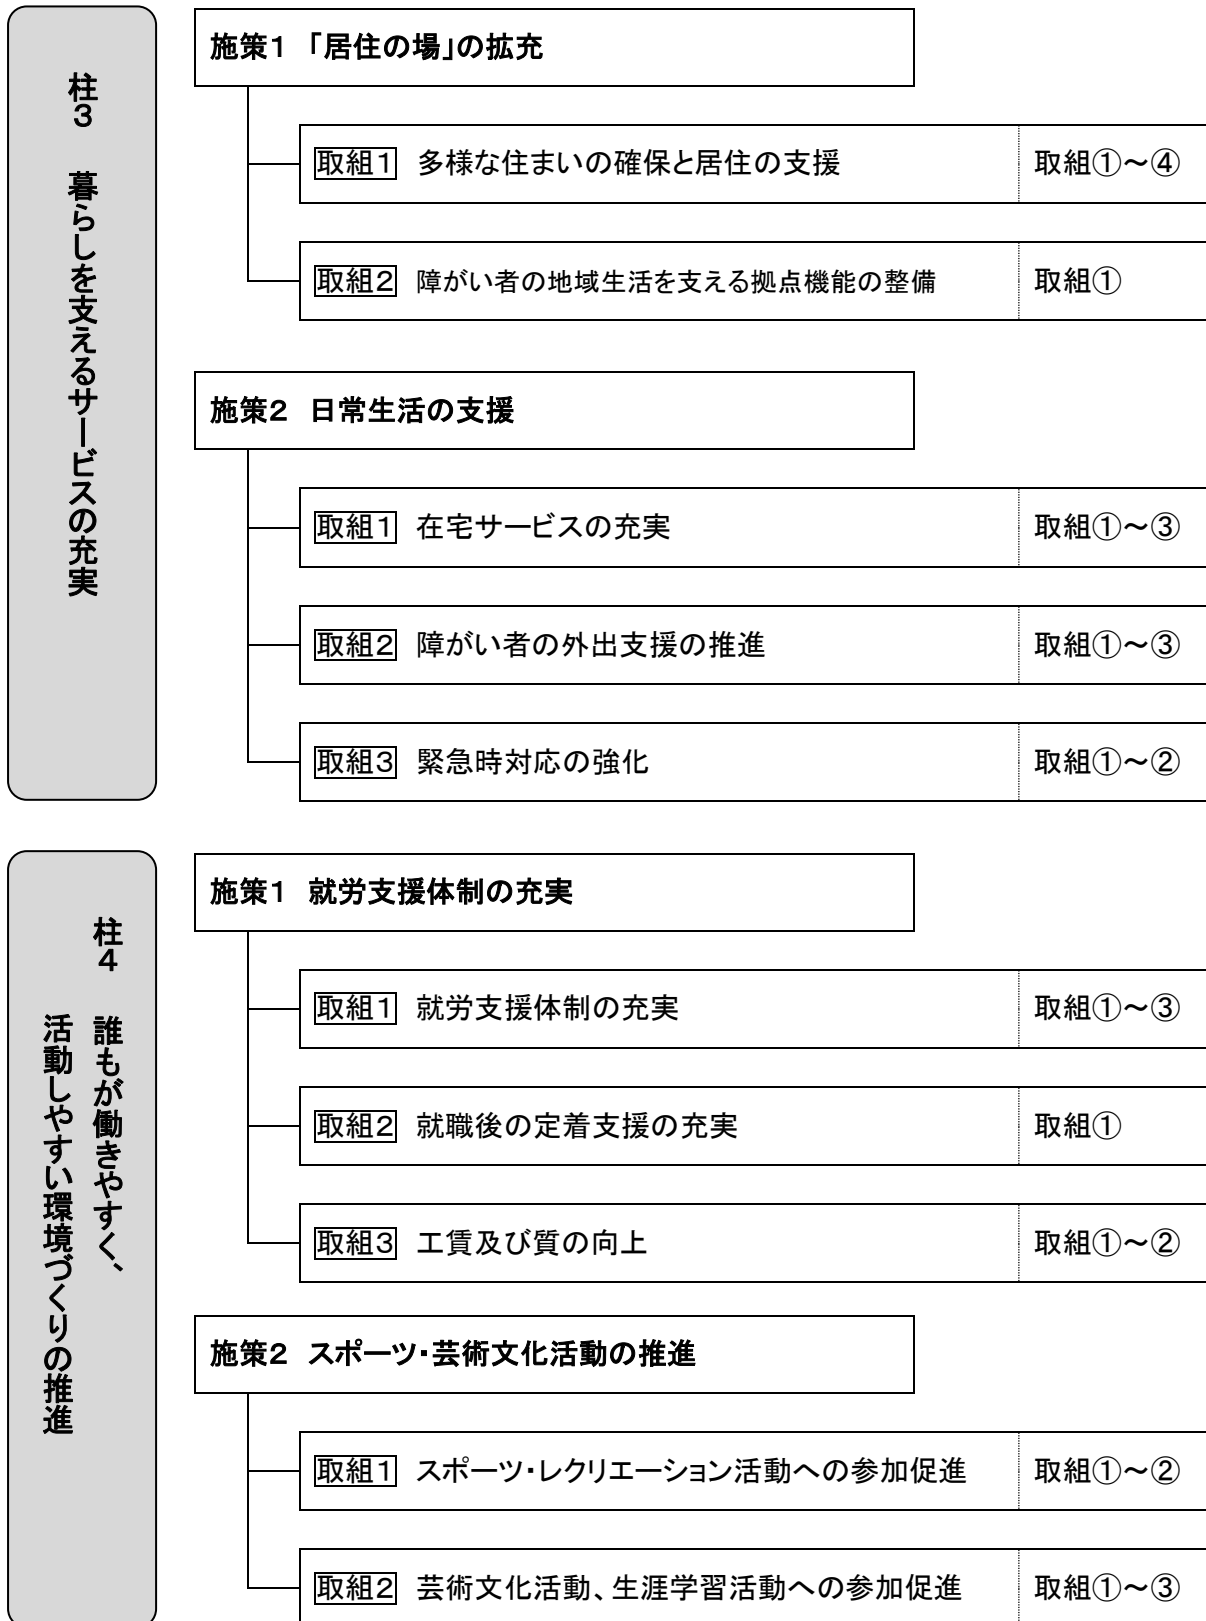 柱3　暮らしを支えるサービスの充実
施策1　「居住の場」の拡充
取組1　多様な住まいの確保と居住の支援　取組①～④
取組2　障がい者の地域生活を支える拠点機能の整備　取組①
施策2　日常生活の支援
取組1　在宅サービスの充実　取組①～③
取組2　障がい者の外出支援の推進　取組①～③
取組3　緊急時対応の強化　取組①～②
柱4　誰もが働きやすく、
活動しやすい環境づくりの推進
施策1　就労支援体制の充実
取組1　就労支援体制の充実　取組①～③
取組2　就職後の定着支援の充実　取組①
取組3　工賃及び質の向上　取組①～②
施策2　スポーツ・芸術文化活動の推進
取組1　スポーツ・レクリエーション活動への参加促進　取組①～②
取組2　芸術文化活動、生涯学習活動への参加促進　取組①～③